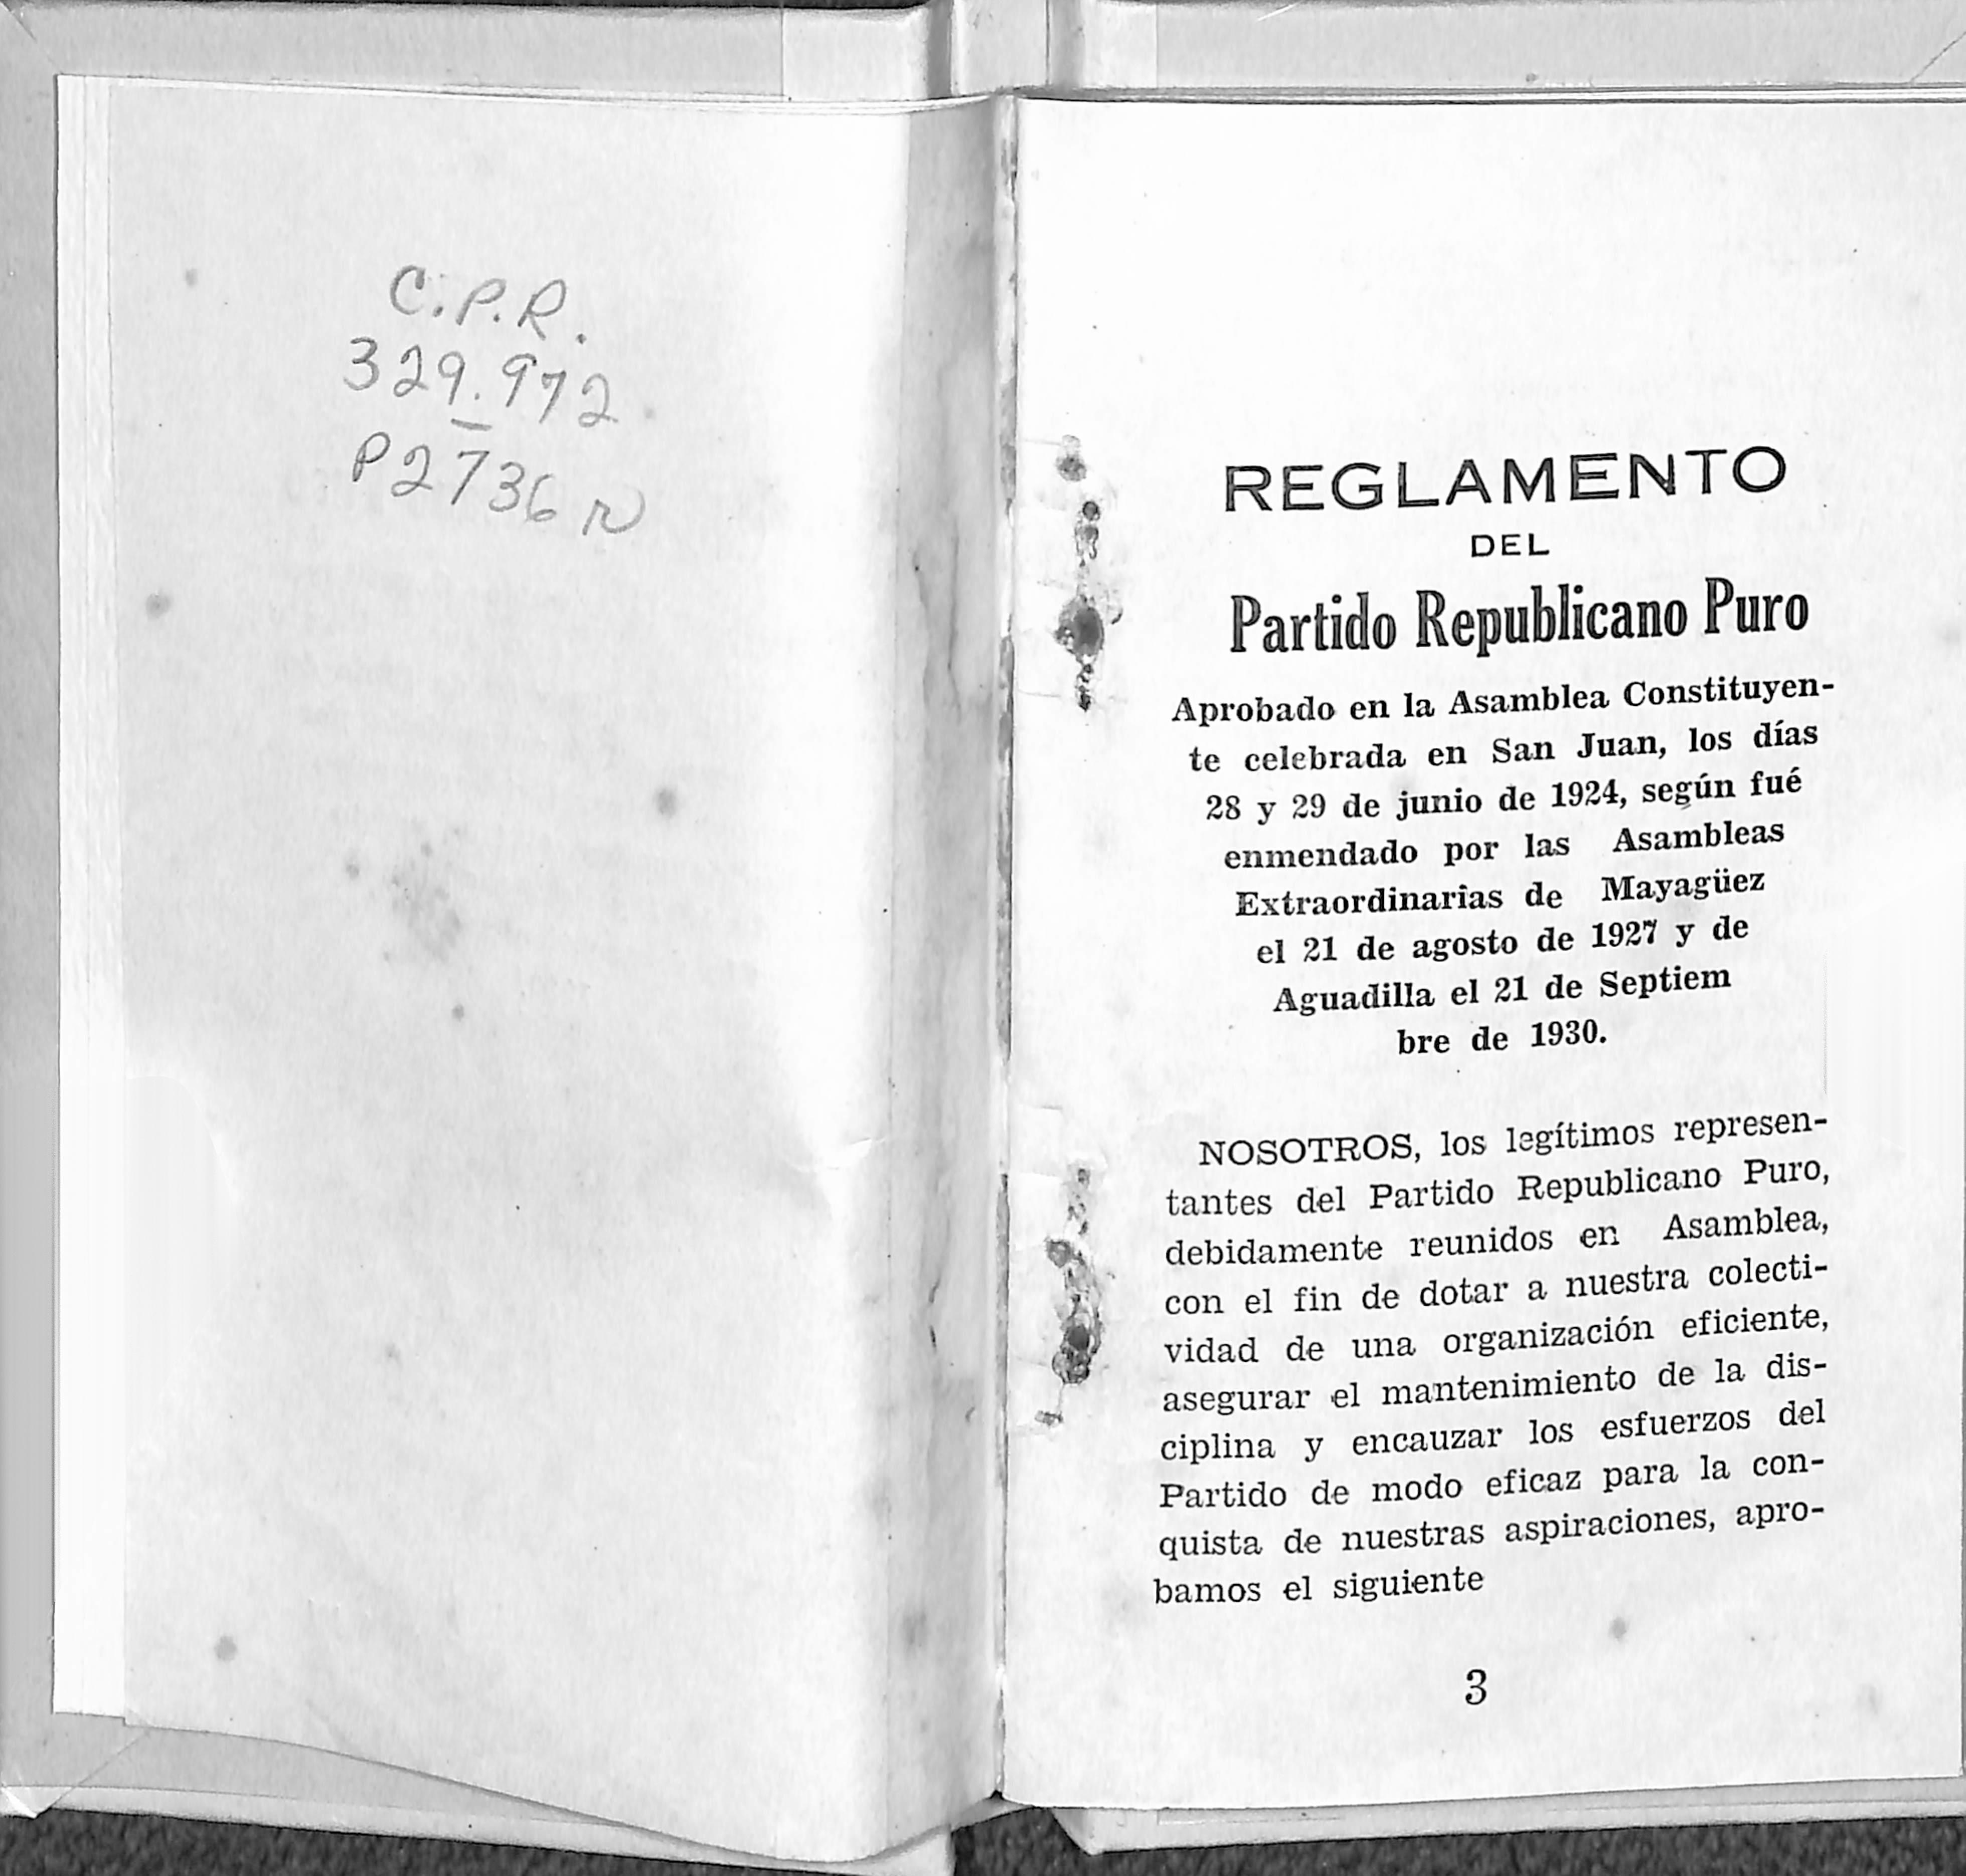 C.P.R.
329.972
P2736r
REGLAMENTO
DEL
Partido Republicano Puro
Aprobado en la Asamblea Constituyen-
te celebrada en San Juan, los días
28 y 29 de junio de 1924, según fué
enmendado por las Asambleas
Extraordinarias de Mayagüez
el 21 de agosto de 1927 y de
Aguadilla el 21 de Septiem
bre de 1930.
NOSOTROS, los legítimos represen-
tantes del Partido Republicano Puro,
debidamente reunidos en Asamblea,
con el fin de dotar a nuestra colecti-
vidad de una organización eficiente,
asegurar el mantenimiento de la dis-
ciplina y encauzar los esfuerzos del
Partido de modo eficaz para la con-
quista de nuestras aspiraciones, apro-
bamos el siguiente
3